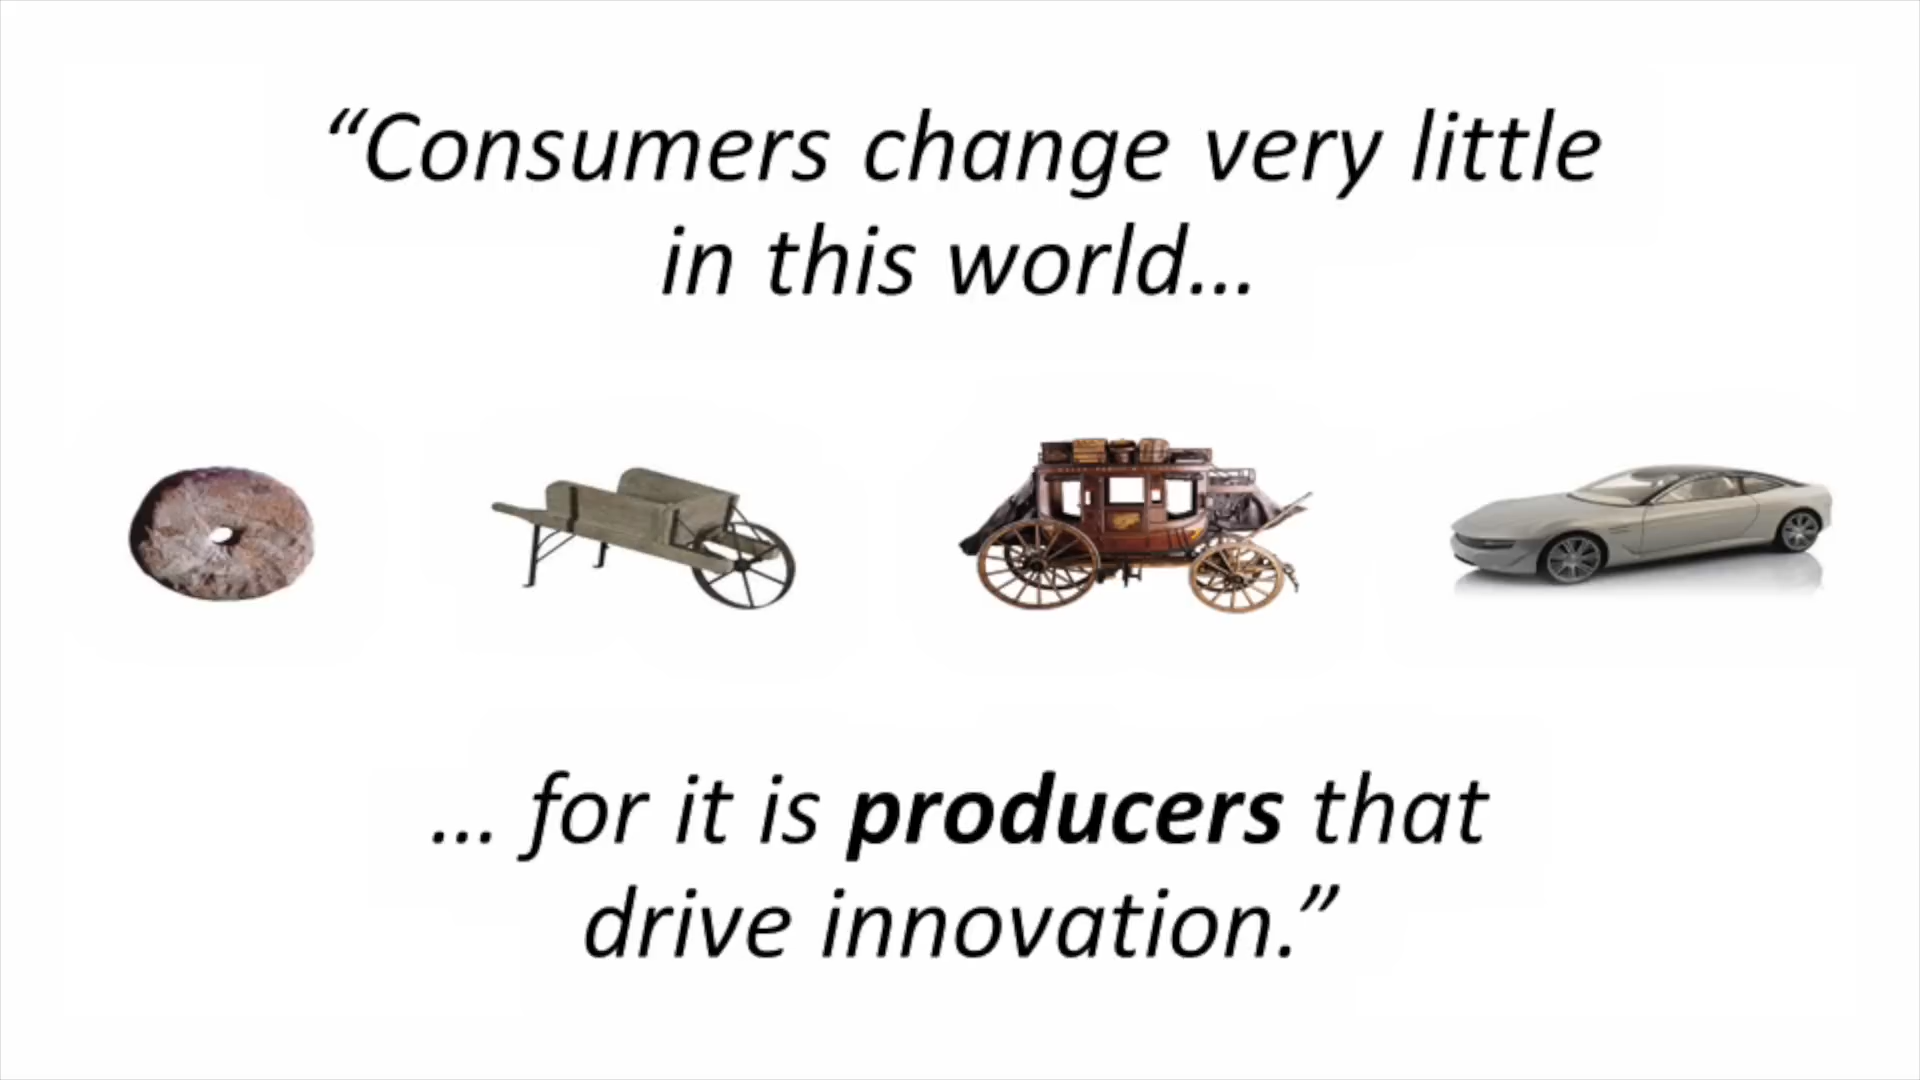 “Consumers change very little
in this world...
... for it is producers that
drive innovation.”